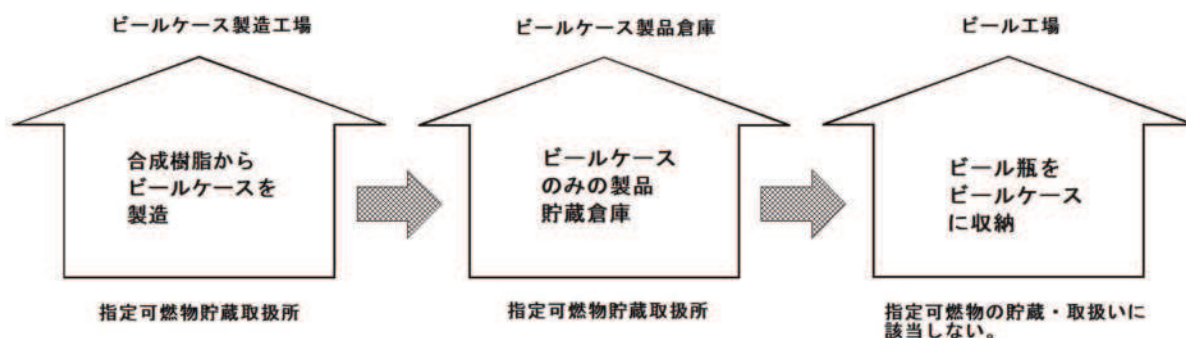 ビールケース製造工場
ビールケース製品倉庫
ビール工場
合成樹脂から
ビールケースを
製造
ビールケース
のみの製品
貯蔵倉庫
ビール瓶を
ビールケース
に収納
指定可燃物貯蔵取扱所
指定可燃物貯蔵取扱所
指定可燃物の貯蔵・取扱いに
該当しない。